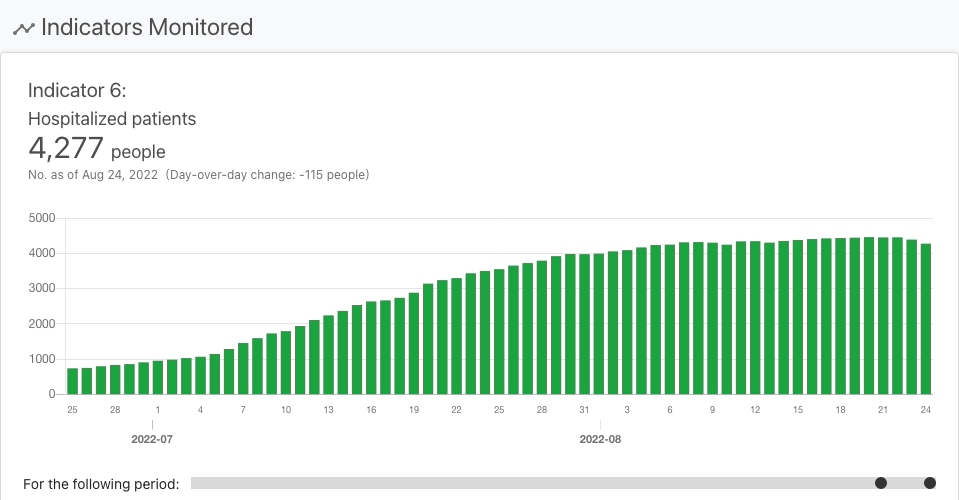 Indicators Monitored
Indicator 6:
Hospitalized patients
4,277 people
No. as of Aug 24, 2022 (Day-over-day change: -115 people)
5000
4000
3000
2000
1000
0
25 28 1 4 7 10 13 16 19 22 25 28 31 3 6 9 12 15 18 21 24
2022-07 2022-08
For the following period: